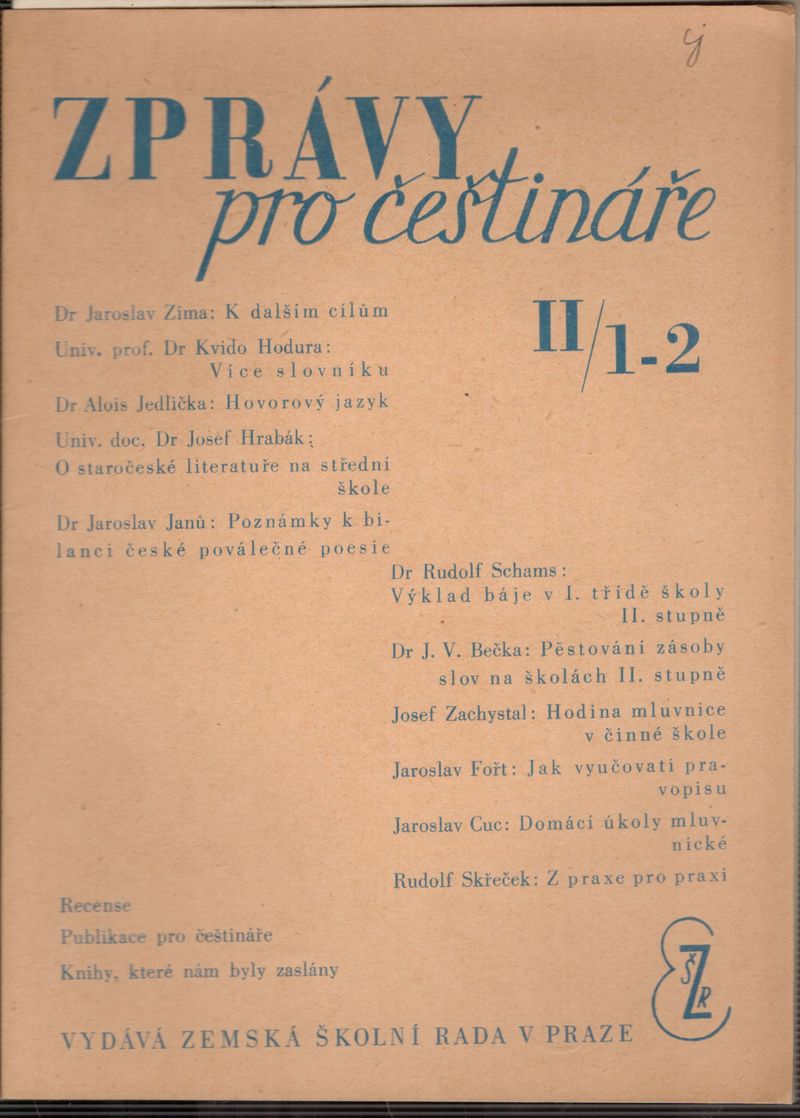 ZPRÁVY
pro češtináře
II/1-2
Dr Jaroslav Zima: K dalším cílům
Univ. prof. Dr Kvido Hodura:
Více slovníku
Dr Alois Jedlička: Hovorový jazyk
Univ. doc. Dr Josef Hrabák:
O staročeské literatuře na střední
škole
Dr Jaroslav Janů: Poznámky k bi-
lanci české poválečné poesie
Dr Rudolf Schams:
Výklad báje v I. třídě školy
II. stupně
Dr J. V. Bečka: Pěstování zásoby
slov na školách II. stupně
Josef Zachystal: Hodina mluvnice
v činné škole
Jaroslav Fořt: Jak vyučovati pra-
vopisu
Jaroslav Cuc: Domácí úkoly mluv-
nické
Rudolf Skřeček: Z praxe pro praxi
Recense
Publikace pro češtináře
Knihy, které nám byly zaslány
ZŠR
VYDÁVÁ ZEMSKÁ ŠKOLNÍ RADA V PRAZE